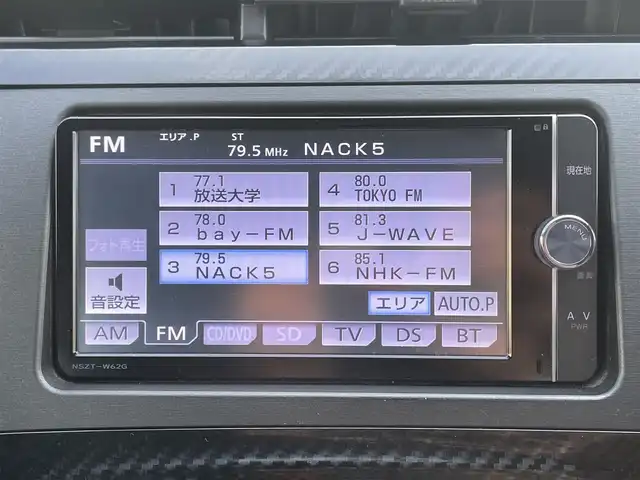 FM エリア.P ST 79.5 MHz NACK5
1 77.1 放送大学
4 80.0 TOKYO FM
2 78.0 bay-FM
5 81.3 J-WAVE
3 79.5 NACK5
6 85.1 NHK-FM
フォト再生
音設定
エリア AUTO.P
AM FM CD/DVD SD TV DS BT
NSZT-W62G
現在地
MENU
画面
AV
PWR